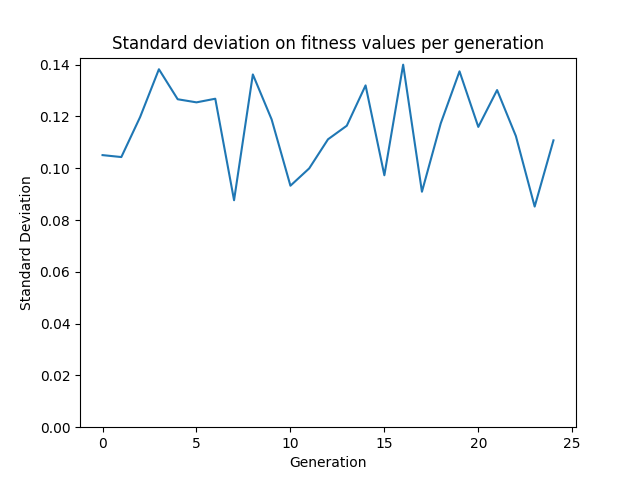 Standard deviation on fitness values per generation
0.14
0.12
0.10
0.08
0.06
0.04
0.02
0.00
Standard Deviation
0 5 10 15 20 25
Generation